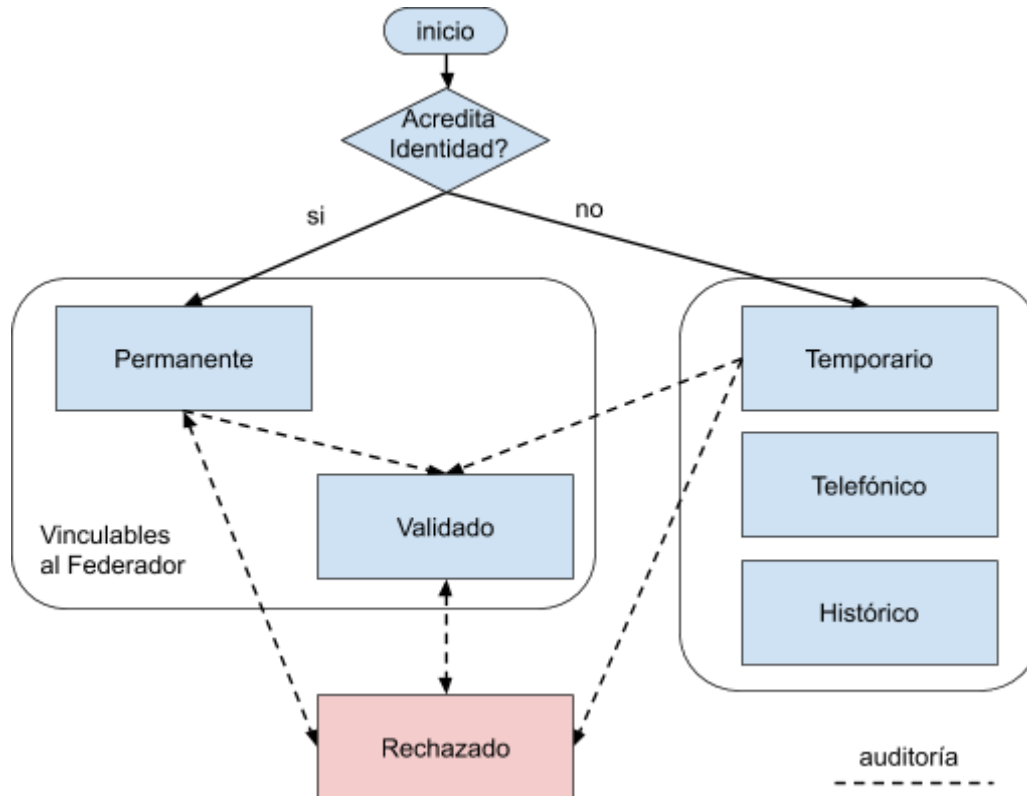 inicio
Acredita
Identidad?
si
no
Permanente
Temporario
Telefónico
Validado
Vinculables
al Federador
Histórico
Rechazado
auditoría